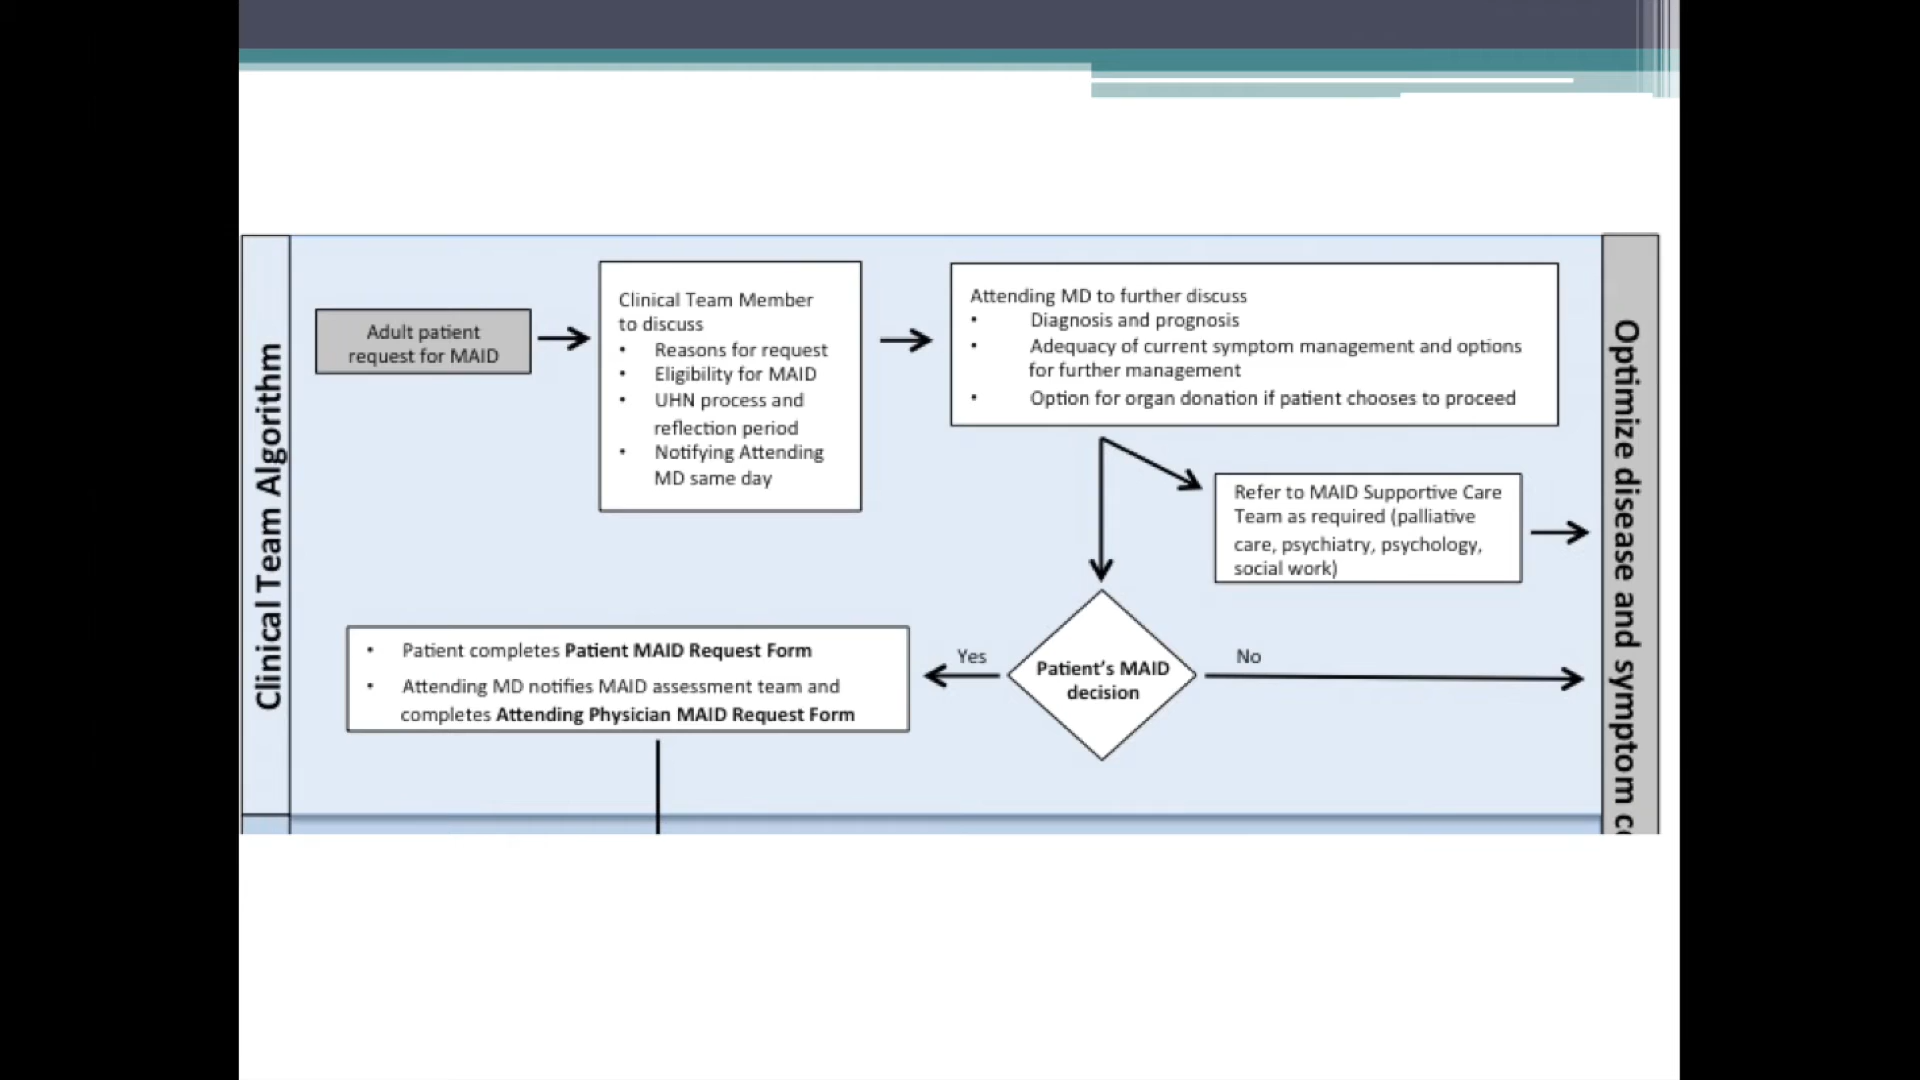 Clinical Team Algorithm
Adult patient
request for MAID
Clinical Team Member
to discuss
• Reasons for request
• Eligibility for MAID
• UHN process and
reflection period
• Notifying Attending
MD same day
Attending MD to further discuss
• Diagnosis and prognosis
• Adequacy of current symptom management and options
for further management
• Option for organ donation if patient chooses to proceed
Refer to MAID Supportive Care
Team as required (palliative
care, psychiatry, psychology,
social work)
Patient's MAID
decision
Yes
No
• Patient completes Patient MAID Request Form
• Attending MD notifies MAID assessment team and
completes Attending Physician MAID Request Form
Optimize disease and symptom